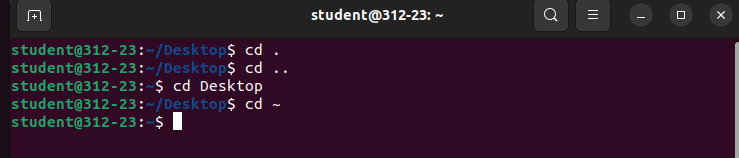 student@312-23: ~
student@312-23:~/Desktop$ cd .
student@312-23:~/Desktop$ cd ..
student@312-23:~$ cd Desktop
student@312-23:~/Desktop$ cd ~
student@312-23:~$